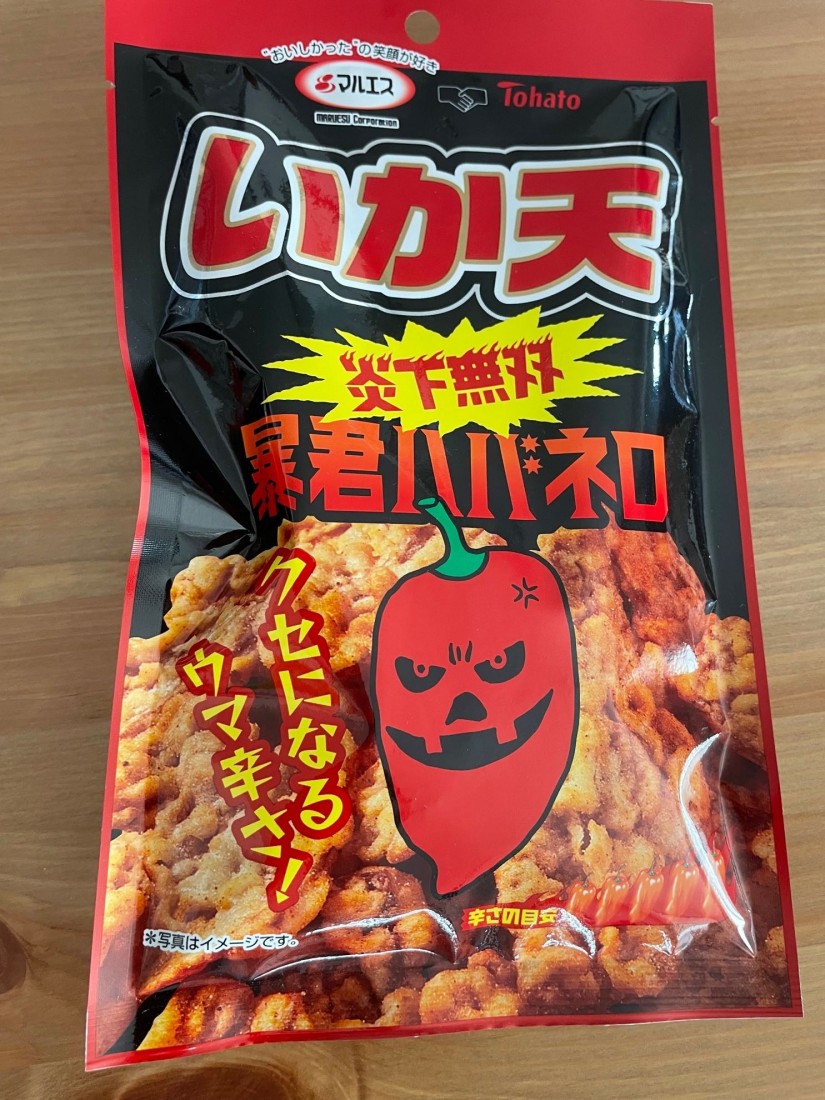 "おいしかった"の笑顔が好き
マルエス
MARUESU Corporation
Tohato
いか天
炎下無双
暴君ハバネロ
クセになる
ウマ辛さ!
辛さの目安
*写真はイメージです。